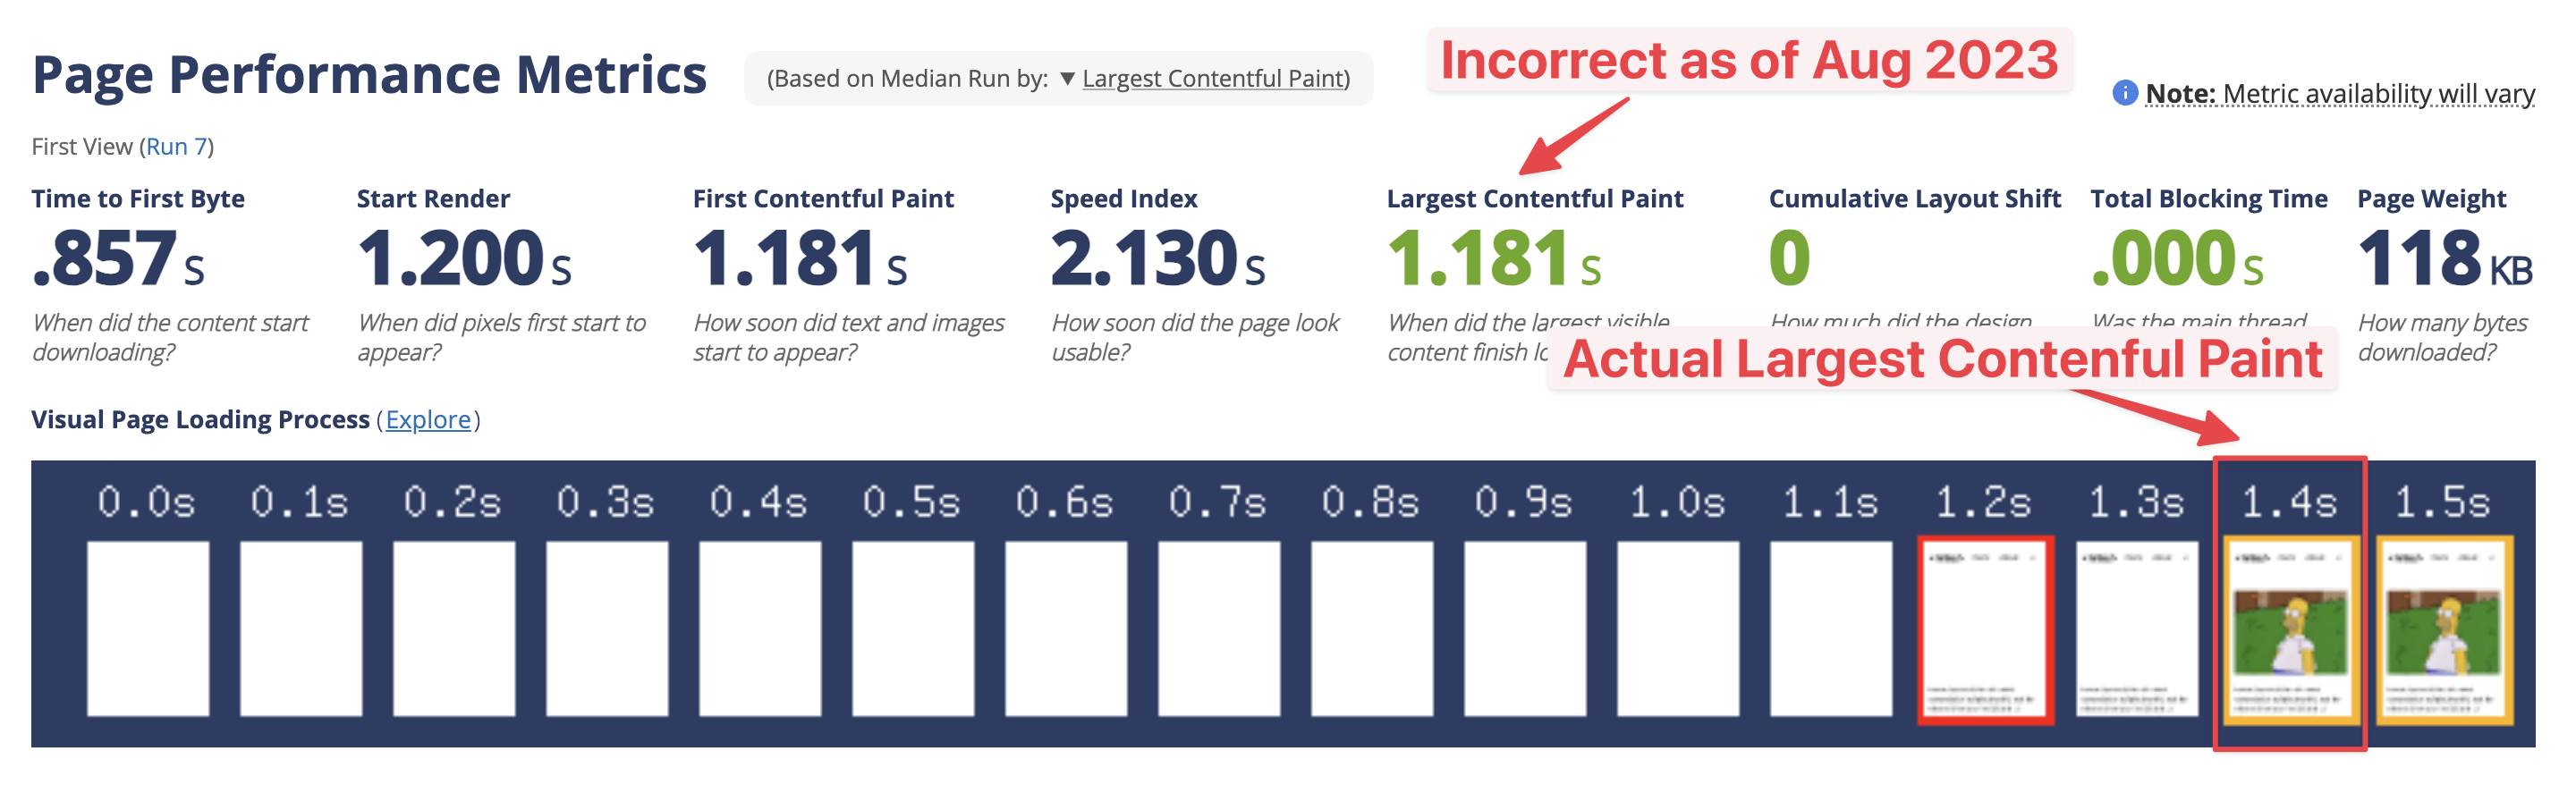 Page Performance Metrics (Based on Median Run by: ▼ Largest Contentful Paint) Incorrect as of Aug 2023
Note: Metric availability will vary
First View (Run 7)
Time to First Byte
.857 s
When did the content start
downloading?
Start Render
1.200 s
When did pixels first start to
appear?
First Contentful Paint
1.181 s
How soon did text and images
start to appear?
Speed Index
2.130 s
How soon did the page look
usable?
Largest Contentful Paint
1.181 s
When did the largest visible
content finish
Cumulative Layout Shift
0
How much did the design
Total Blocking Time
.000 s
Was the main thread
Page Weight
118 KB
How many bytes
downloaded?
Actual Largest Contenful Paint
Visual Page Loading Process (Explore)
0.0s 0.1s 0.2s 0.3s 0.4s 0.5s 0.6s 0.7s 0.8s 0.9s 1.0s 1.1s 1.2s 1.3s 1.4s 1.5s